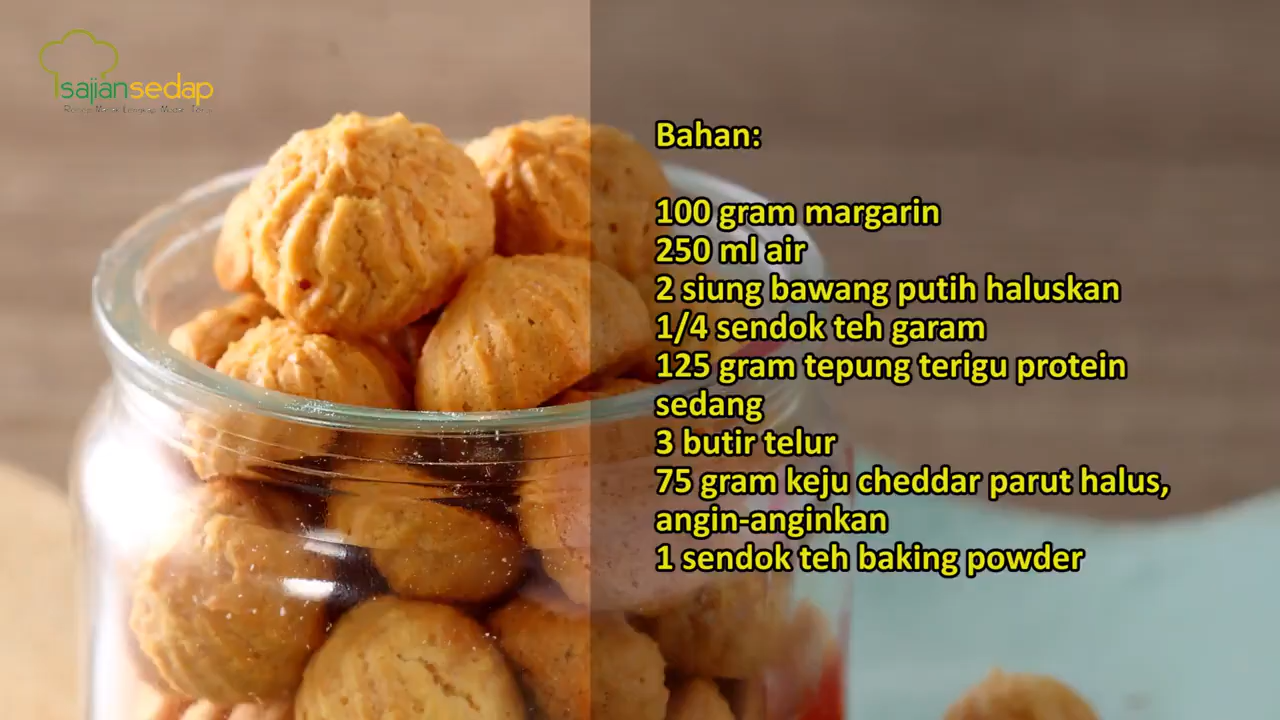 sajiansedap
Bahan:
100 gram margarin
250 ml air
2 siung bawang putih haluskan
1/4 sendok teh garam
125 gram tepung terigu protein
sedang
3 butir telur
75 gram keju cheddar parut halus,
angin-anginkan
1 sendok teh baking powder